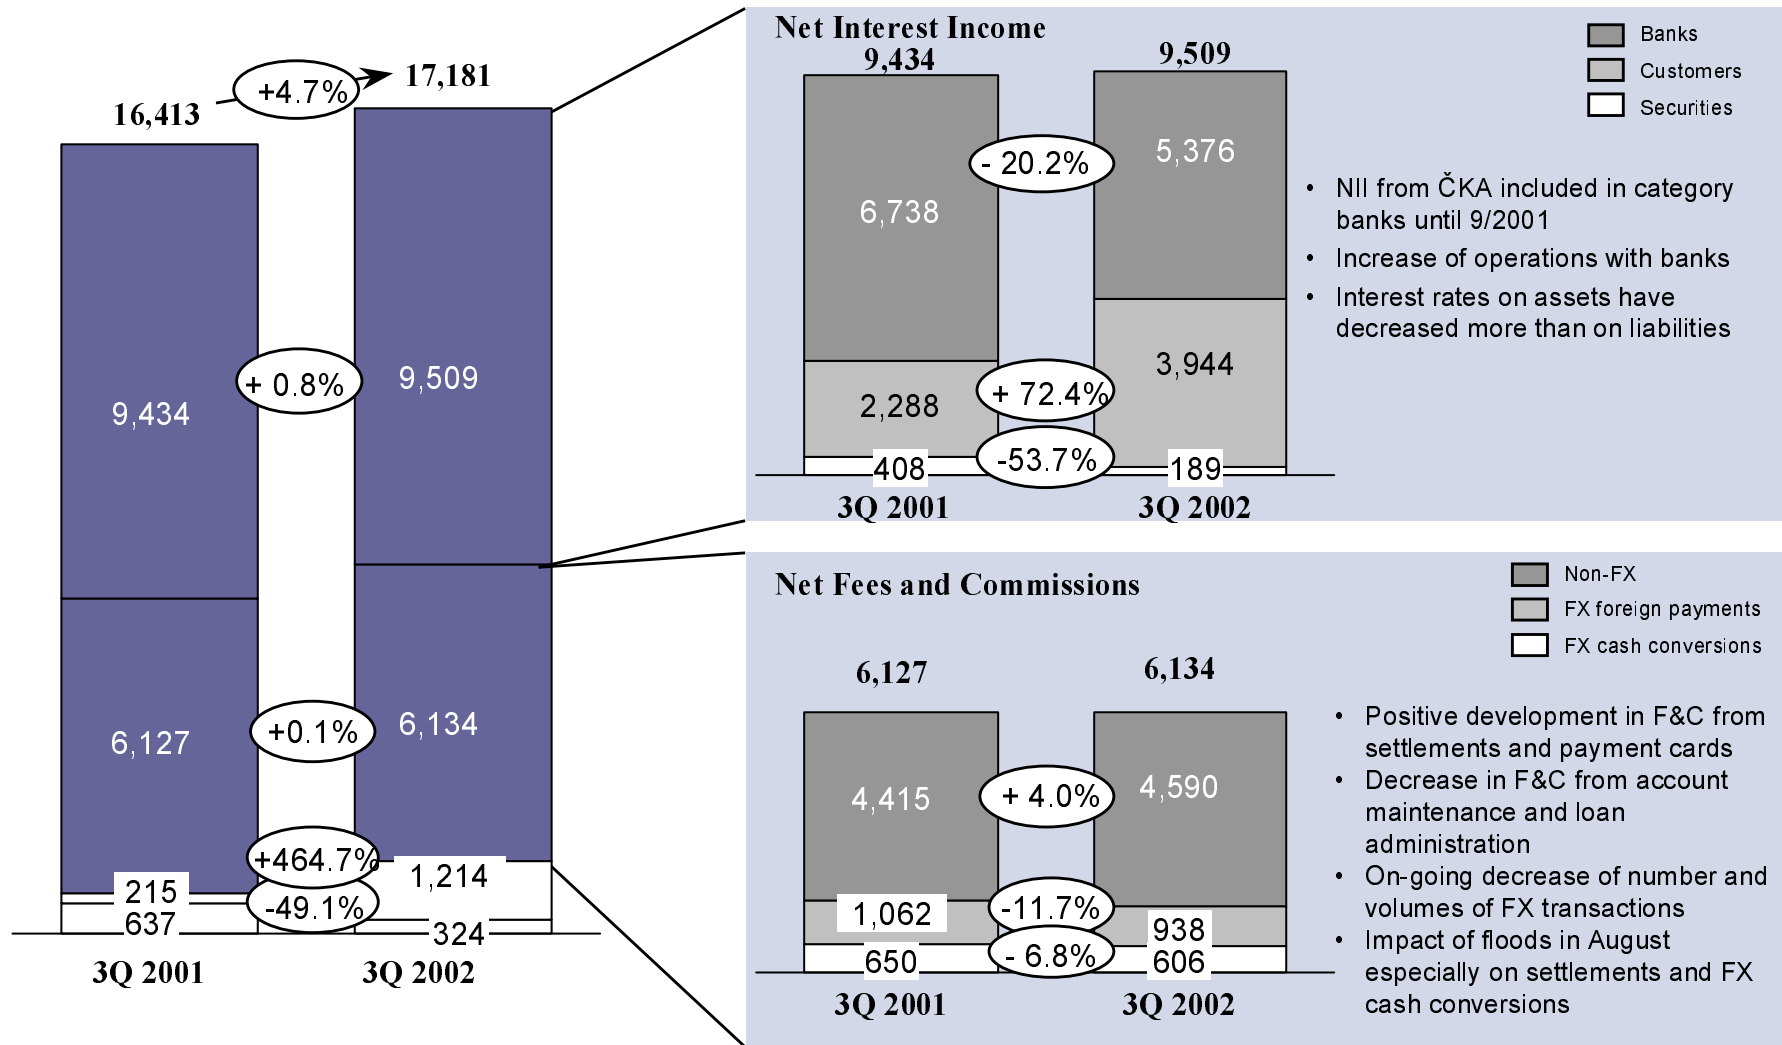 16,413
+4.7%
17,181
9,434
+ 0.8%
9,509
6,127
+0.1%
6,134
215
+464.7%
1,214
637
-49.1%
324
3Q 2001
3Q 2002
Net Interest Income
9,434
9,509
Banks
Customers
Securities
6,738
- 20.2%
5,376
2,288
+ 72.4%
3,944
408
-53.7%
189
3Q 2001
3Q 2002
• NII from ČKA included in category
banks until 9/2001
• Increase of operations with banks
• Interest rates on assets have
decreased more than on liabilities
Net Fees and Commissions
Non-FX
FX foreign payments
FX cash conversions
6,127
6,134
4,415
+ 4.0%
4,590
1,062
-11.7%
938
650
- 6.8%
606
3Q 2001
3Q 2002
• Positive development in F&C from
settlements and payment cards
• Decrease in F&C from account
maintenance and loan
administration
• On-going decrease of number and
volumes of FX transactions
• Impact of floods in August
especially on settlements and FX
cash conversions